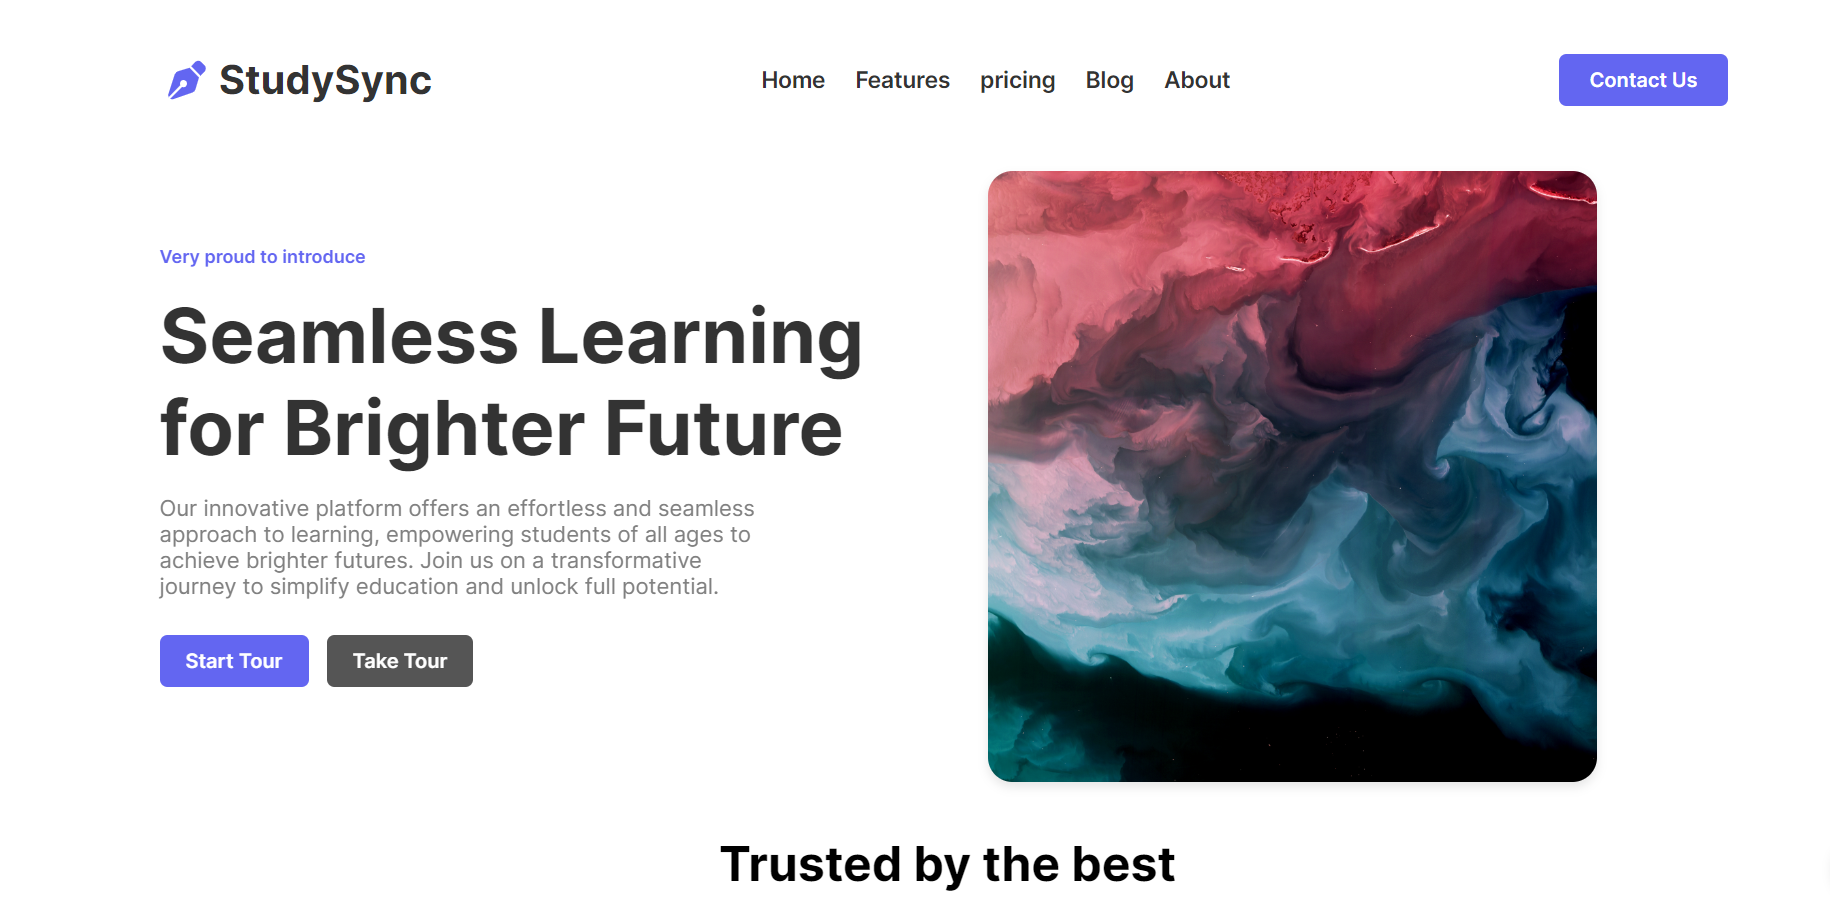 StudySync
Home Features pricing Blog About
Contact Us
Very proud to introduce
Seamless Learning
for Brighter Future
Our innovative platform offers an effortless and seamless
approach to learning, empowering students of all ages to
achieve brighter futures. Join us on a transformative
journey to simplify education and unlock full potential.
Start Tour
Take Tour
Trusted by the best